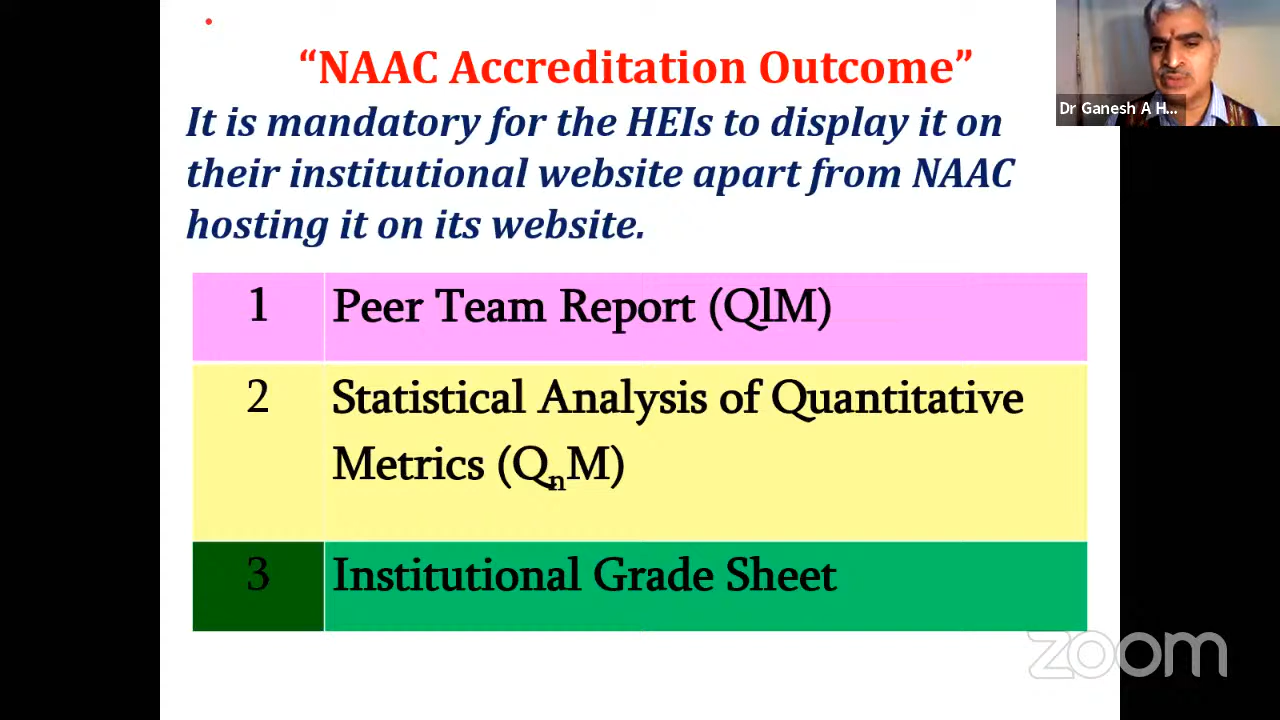 “NAAC Accreditation Outcome”
It is mandatory for the HEIs to display it on
their institutional website apart from NAAC
hosting it on its website.
1 Peer Team Report (QlM)
2 Statistical Analysis of Quantitative
Metrics (QnM)
3 Institutional Grade Sheet
Dr Ganesh A H...
zoom